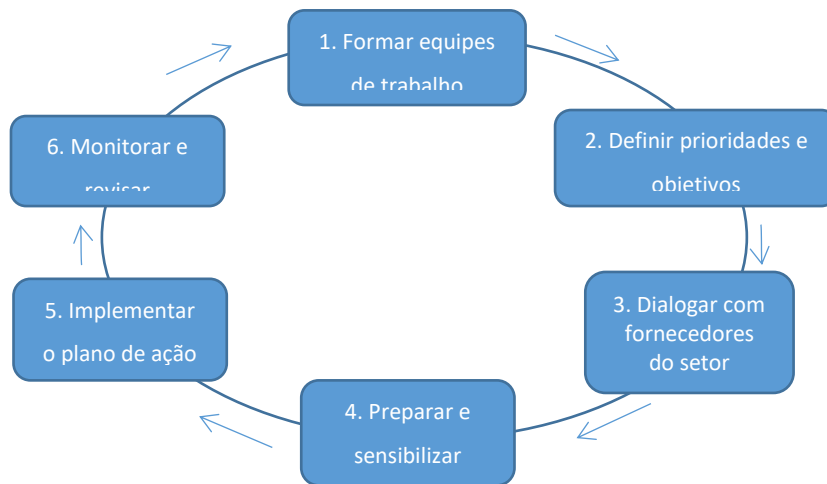 1. Formar equipes
de trabalho
2. Definir prioridades e
objetivos
3. Dialogar com
fornecedores
do setor
4. Preparar e
sensibilizar
5. Implementar
o plano de ação
6. Monitorar e
revisar